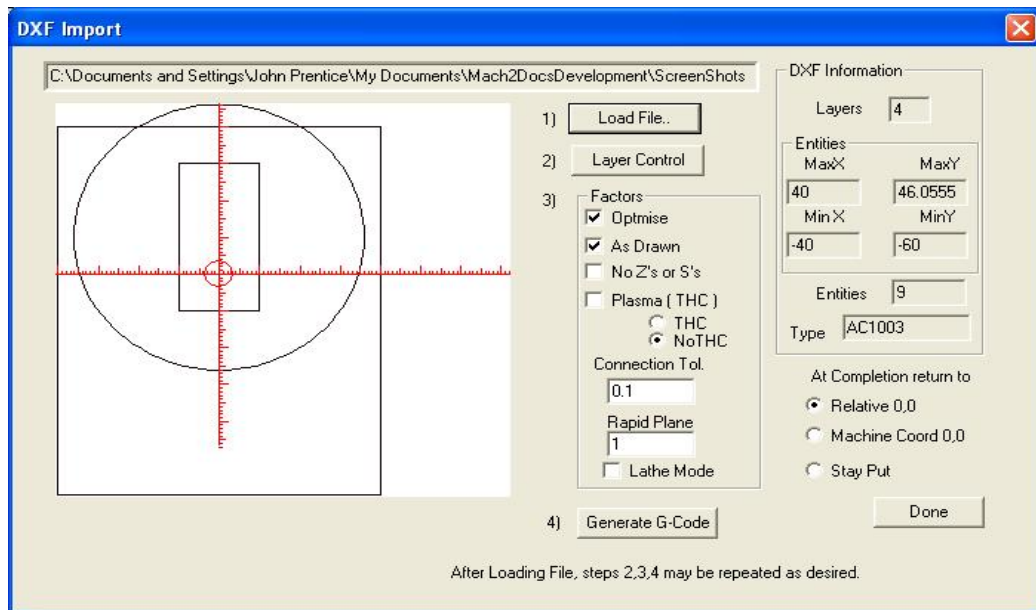 DXF Import
C:\Documents and Settings\John Prentice\My Documents\Mach2DocsDevelopment\ScreenShots
1) Load File..
2) Layer Control
3) Factors
Optmise
As Drawn
No Z's or S's
Plasma ( THC )
THC
NoTHC
Connection Tol.
0.1
Rapid Plane
1
Lathe Mode
4) Generate G-Code
DXF Information
Layers 4
Entities
MaxX MaxY
40 46.0555
Min X MinY
-40 -60
Entities 9
Type AC1003
At Completion return to
Relative 0,0
Machine Coord 0,0
Stay Put
Done
After Loading File, steps 2,3,4 may be repeated as desired.